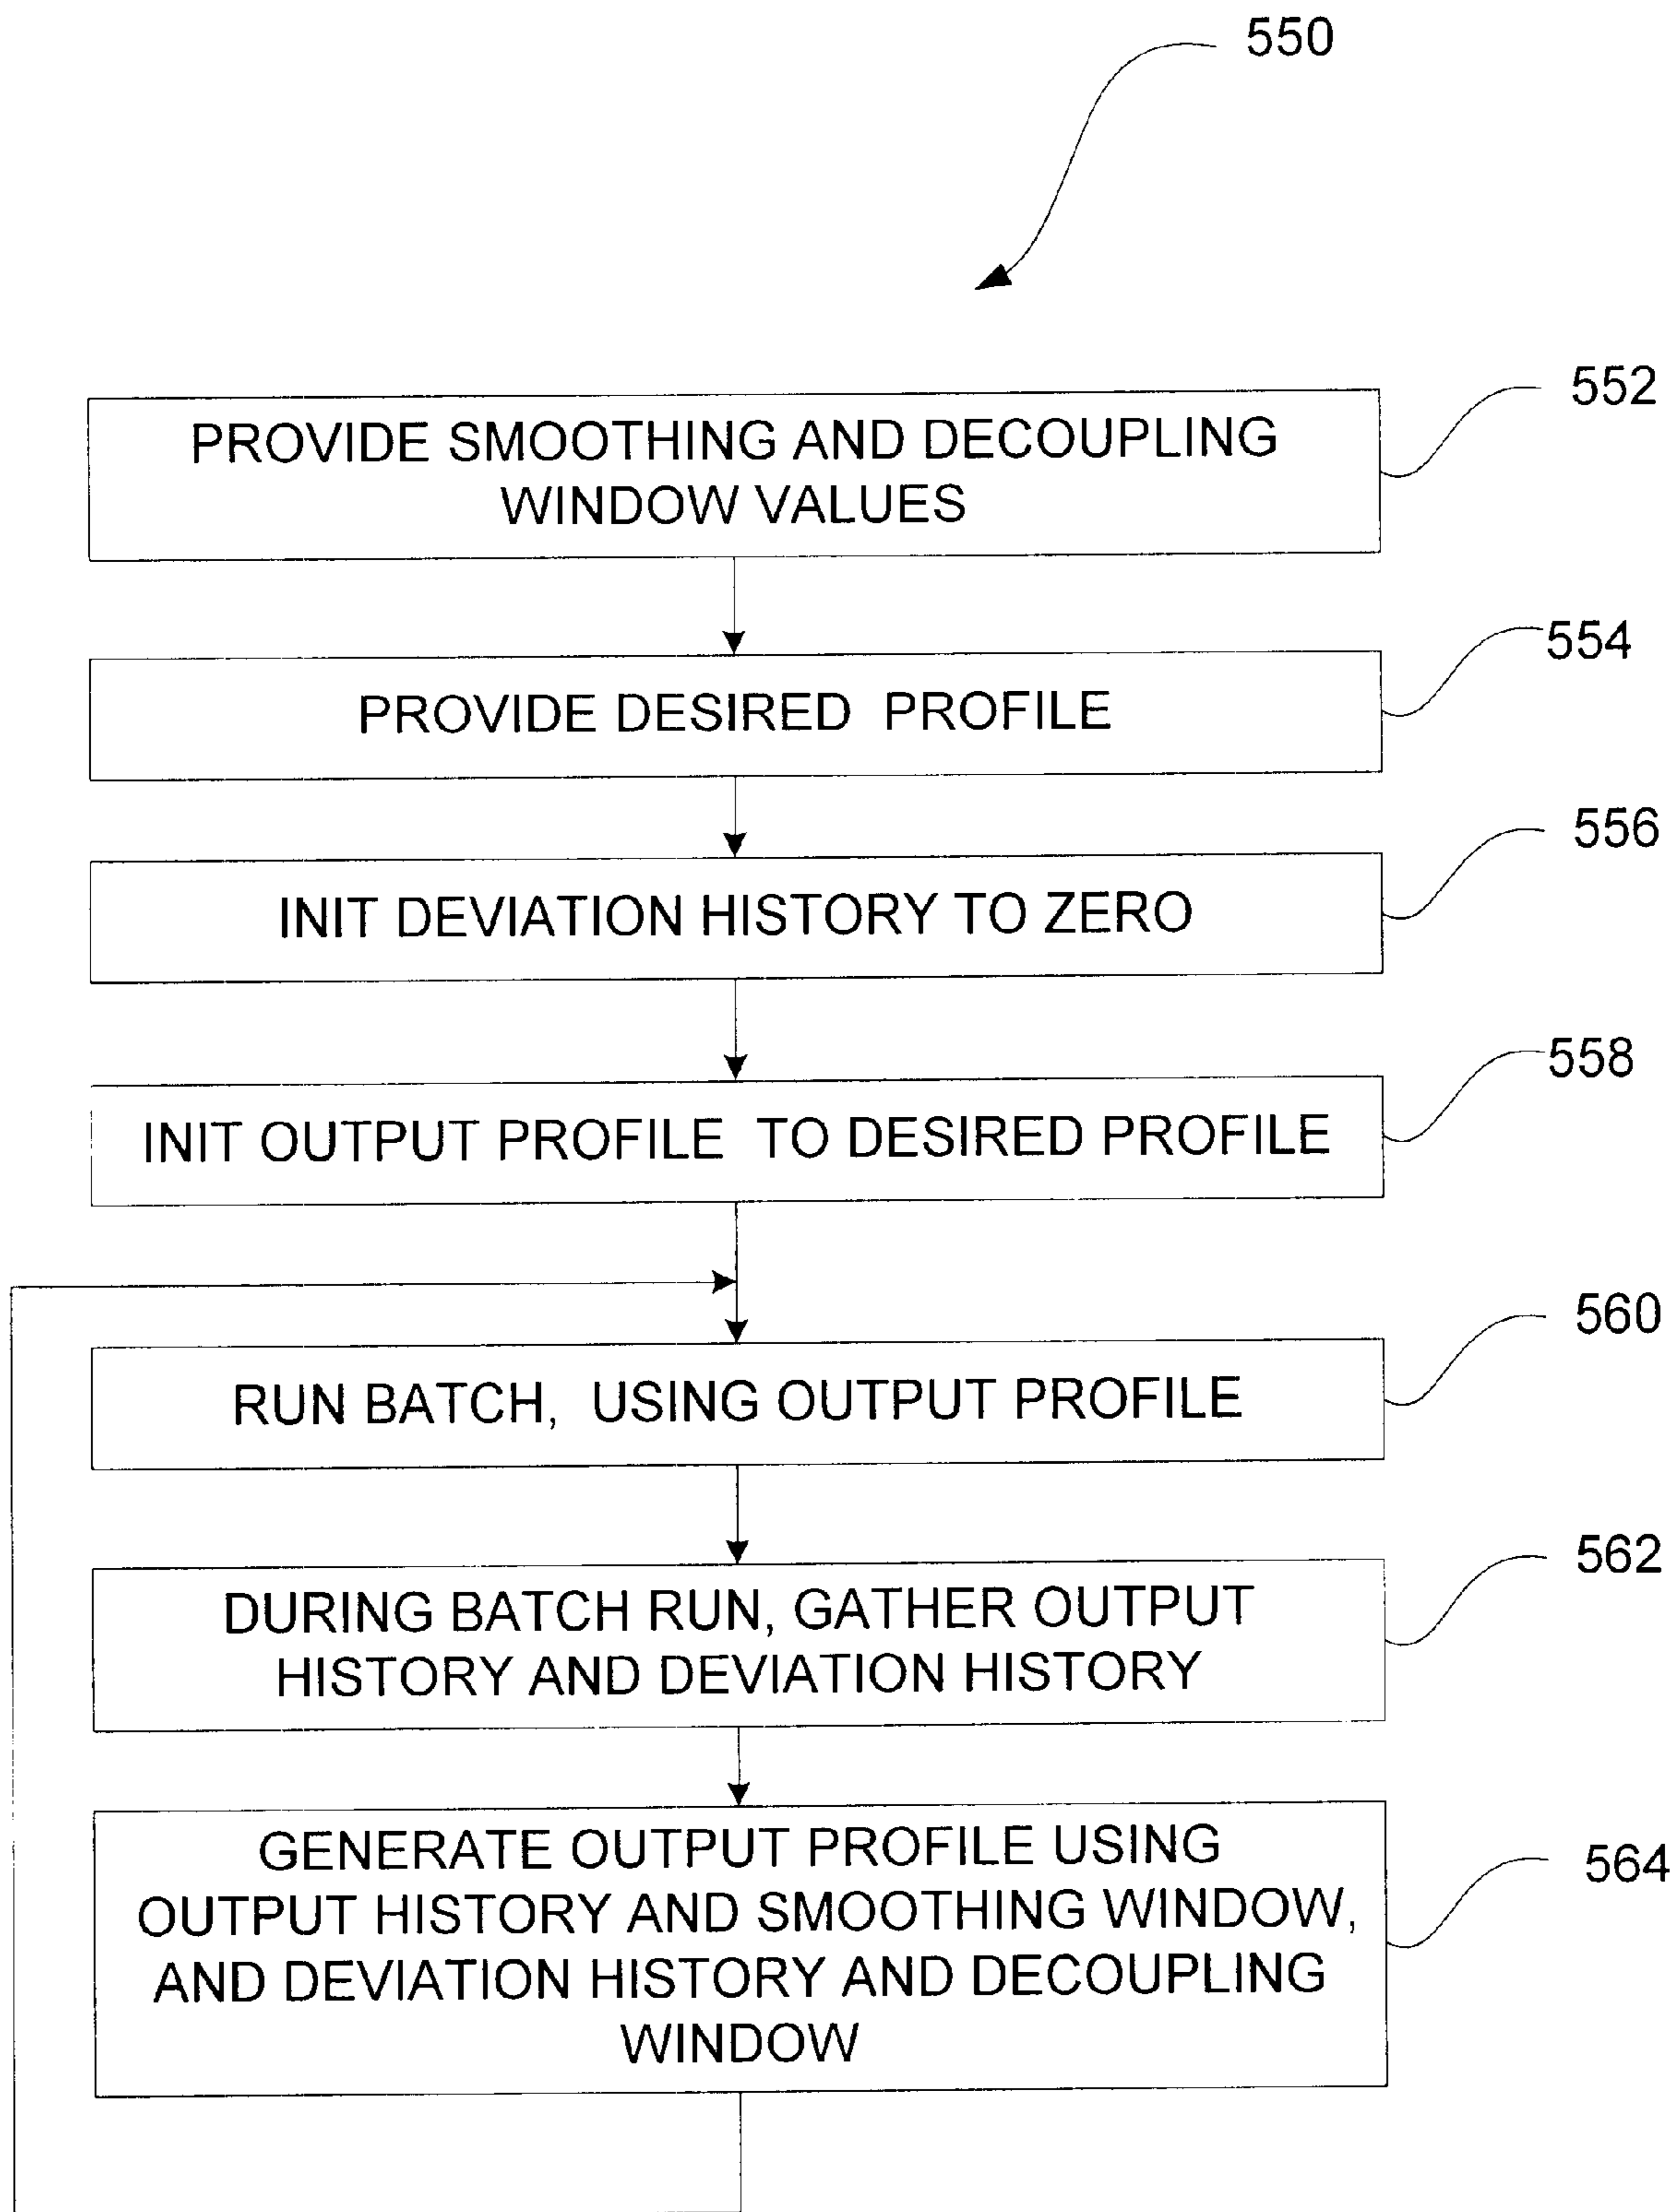 550
PROVIDE SMOOTHING AND DECOUPLING
WINDOW VALUES
552
PROVIDE DESIRED PROFILE
554
INIT DEVIATION HISTORY TO ZERO
556
INIT OUTPUT PROFILE TO DESIRED PROFILE
558
RUN BATCH, USING OUTPUT PROFILE
560
DURING BATCH RUN, GATHER OUTPUT
HISTORY AND DEVIATION HISTORY
562
GENERATE OUTPUT PROFILE USING
OUTPUT HISTORY AND SMOOTHING WINDOW,
AND DEVIATION HISTORY AND DECOUPLING
WINDOW
564